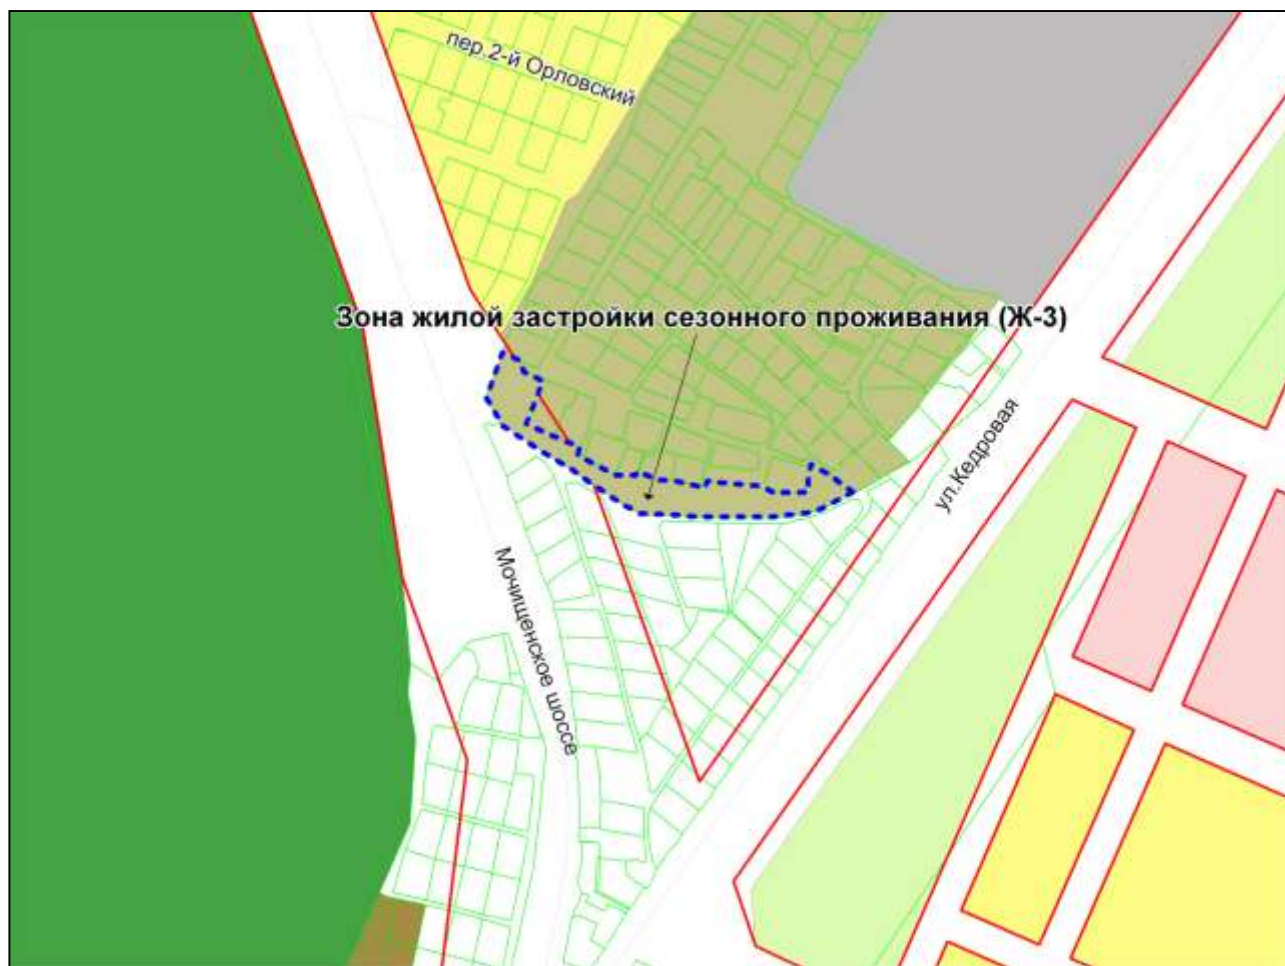 пер.2-й Орловский
Зона жилой застройки сезонного проживания (Ж-3)
ул.Кедровая
Мочищенское шоссе